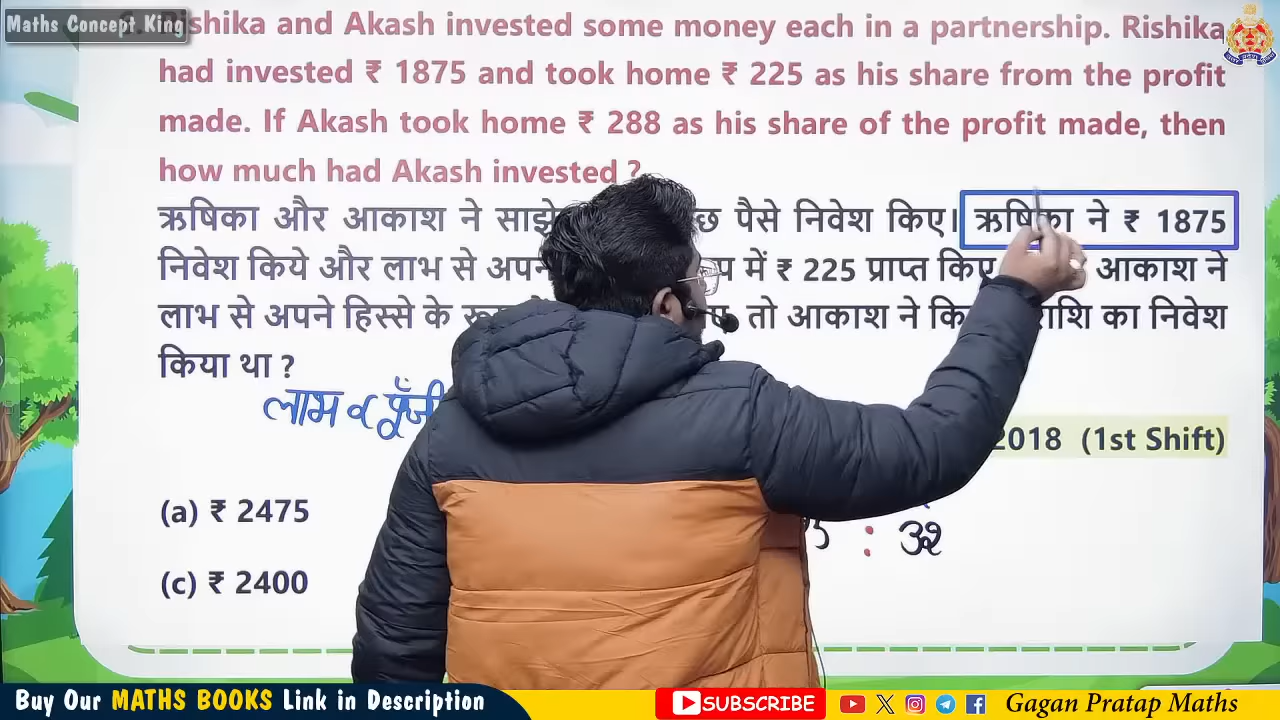 Maths Concept King
Rishika and Akash invested some money each in a partnership. Rishika
had invested ₹ 1875 and took home ₹ 225 as his share from the profit
made. If Akash took home ₹ 288 as his share of the profit made, then
how much had Akash invested ?
ऋषिका और आकाश ने पैसे निवेश किए। ऋषिका ने ₹ 1875
निवेश किये और लाभ से में ₹ 225 प्राप्त आकाश ने
लाभ से अपने हिस्से के तो आकाश ने का निवेश
किया था ?
लाभ ∝ पूँजी
2018 (1st Shift)
(a) ₹ 2475
: 32
(c) ₹ 2400
Buy Our MATHS BOOKS Link in Description
SUBSCRIBE
Gagan Pratap Maths